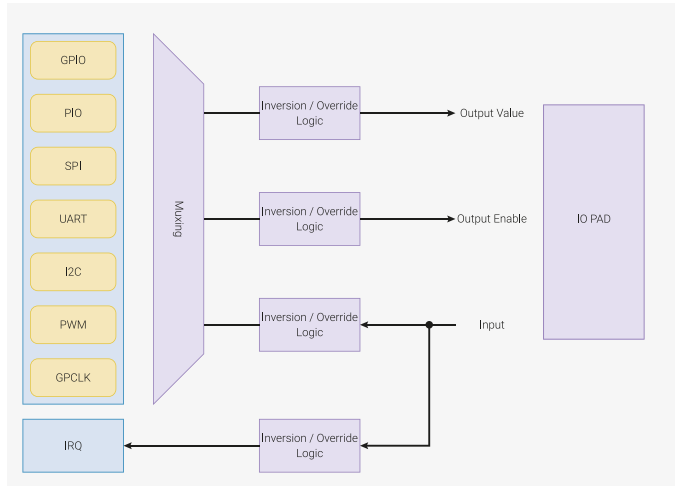 GPIO
PIO
SPI
UART
I2C
PWM
GPCLK
IRQ
Muxing
Inversion / Override
Logic
Inversion / Override
Logic
Inversion / Override
Logic
Inversion / Override
Logic
Output Value
Output Enable
Input
IO PAD